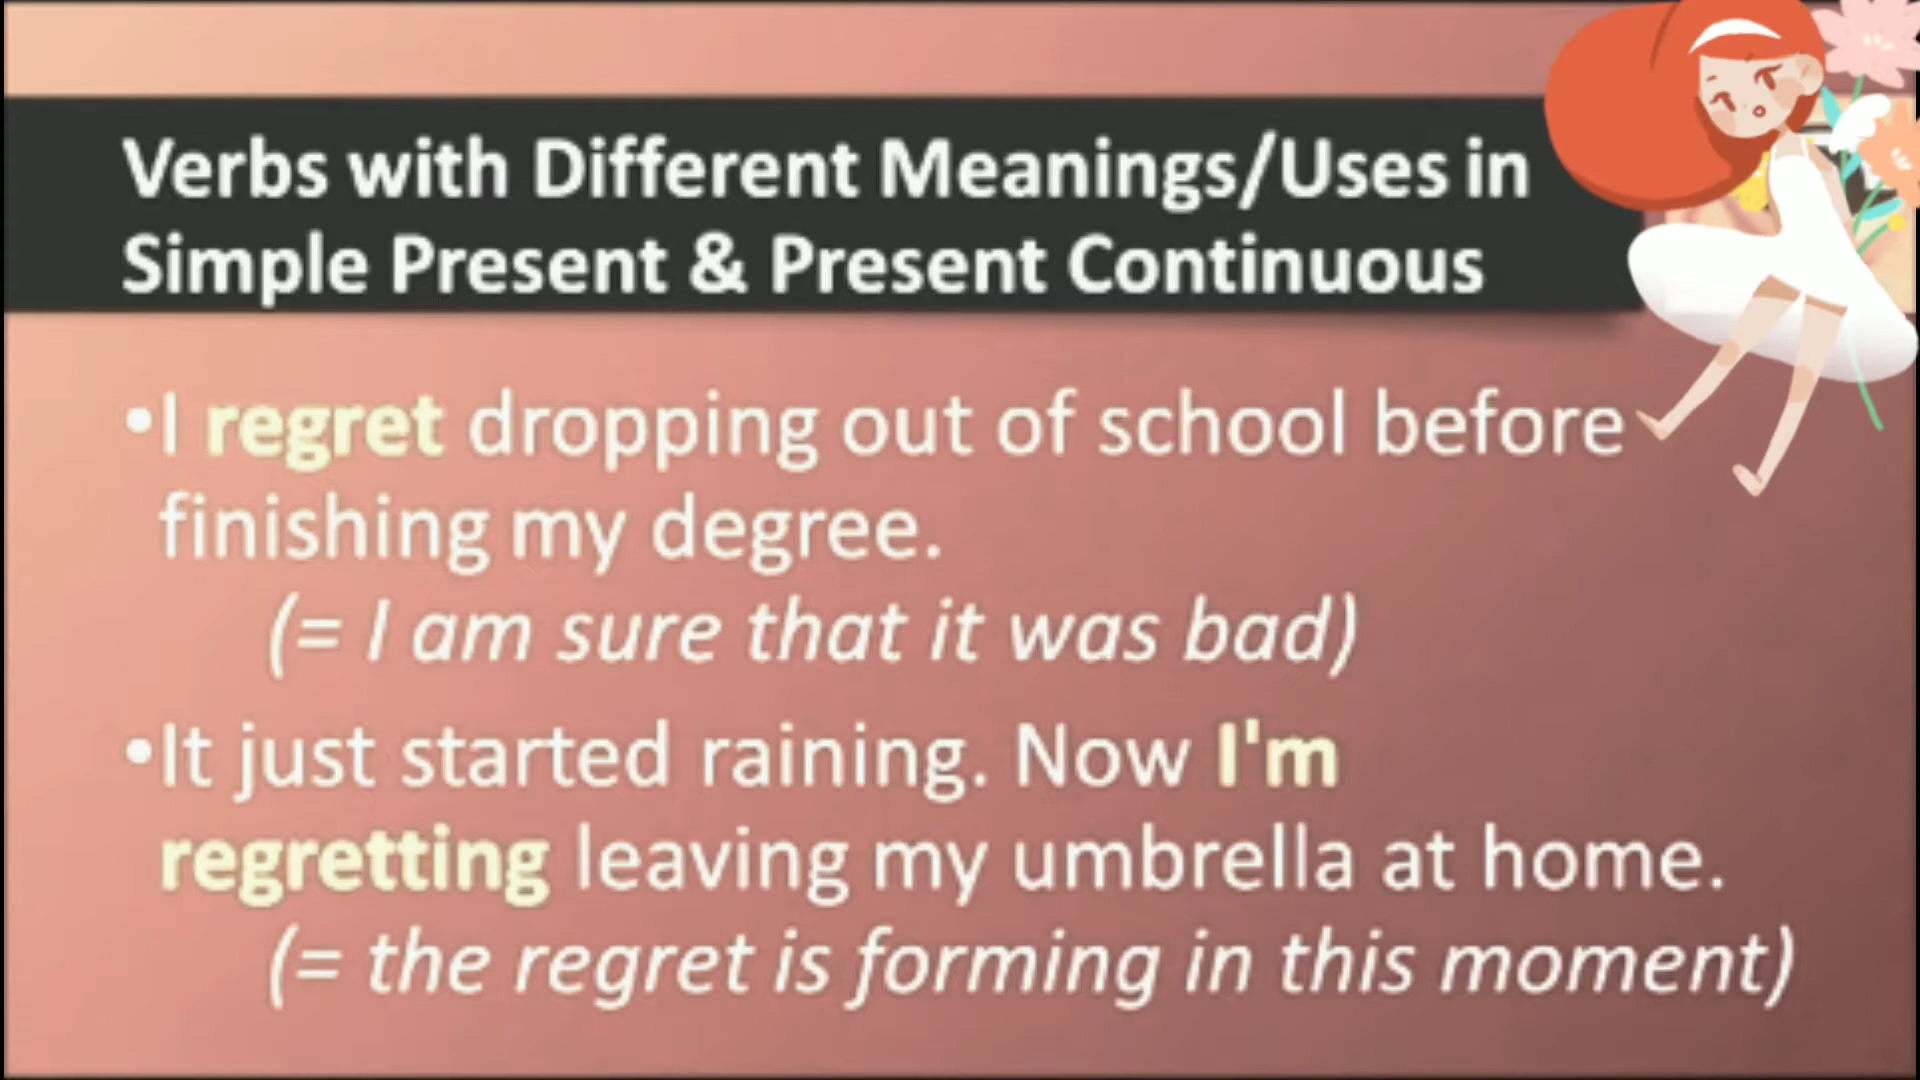 Verbs with Different Meanings/Uses in
Simple Present & Present Continuous
•I regret dropping out of school before
finishing my degree.
(= I am sure that it was bad)
•It just started raining. Now I'm
regretting leaving my umbrella at home.
(= the regret is forming in this moment)